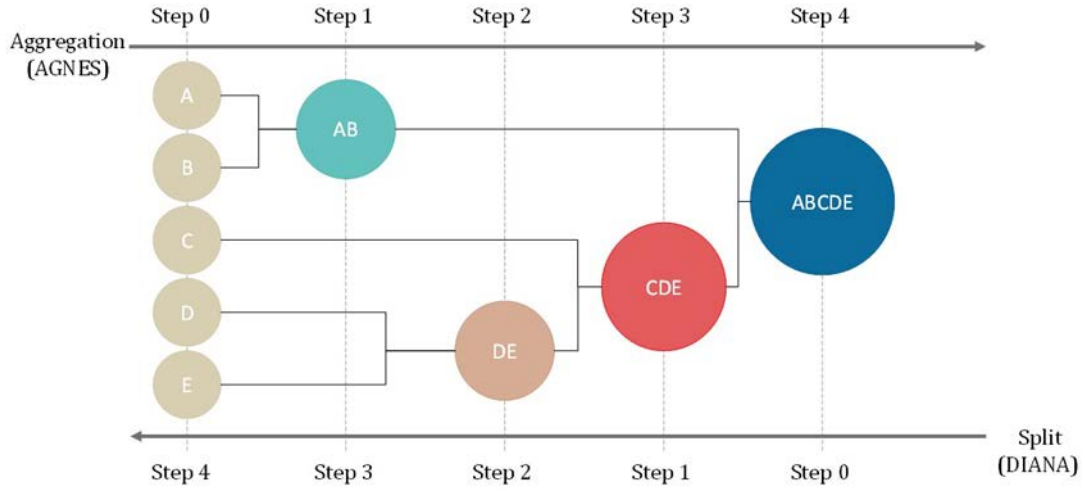 Step 0 Step 1 Step 2 Step 3 Step 4
Aggregation
(AGNES)
A
AB
B
ABCDE
C
CDE
D
DE
E
Split
(DIANA)
Step 4 Step 3 Step 2 Step 1 Step 0